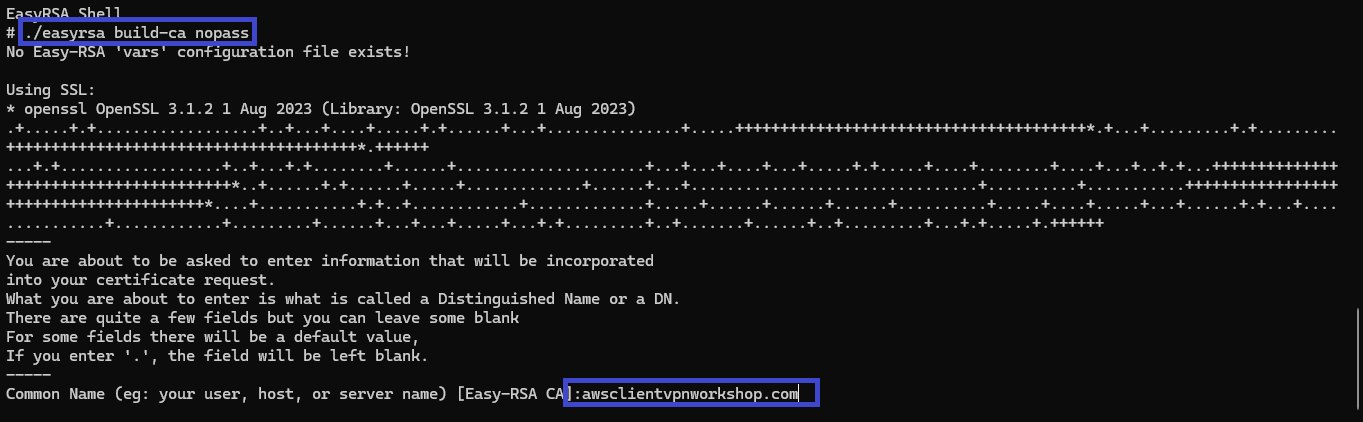 EasyRSA Shell
# ./easyrsa build-ca nopass
No Easy-RSA 'vars' configuration file exists!
Using SSL:
* openssl OpenSSL 3.1.2 1 Aug 2023 (Library: OpenSSL 3.1.2 1 Aug 2023)
.+.....+.+..................+..+...+....+.....+.+......+...+...............+.....+++++++++++++++++++++++++++++++++++++++*.+...+.........+.+.........
+++++++++++++++++++++++++++++++++++++++*.++++++
...+.+..................+..+...+.+........+......+.....................+...+...+....+...+.....+.+.....+....+........+....+...+..+.+...++++++++++++++
+++++++++++++++++++++++++*..+......+.+......+.....+.............+......+...+................................+..........+...........+++++++++++++++++
++++++++++++++++++++++*....+...........+.+..+............+.............+.....+......+......+......+..........+.....+....+.....+...+......+.+...+....
...........+............+.........+......+...+...+.....+...+.+.........+..+.......+......+..+.........+...+.+.....+.++++++
-----
You are about to be asked to enter information that will be incorporated
into your certificate request.
What you are about to enter is what is called a Distinguished Name or a DN.
There are quite a few fields but you can leave some blank
For some fields there will be a default value,
If you enter '.', the field will be left blank.
-----
Common Name (eg: your user, host, or server name) [Easy-RSA CA]:awsclientvpnworkshop.com